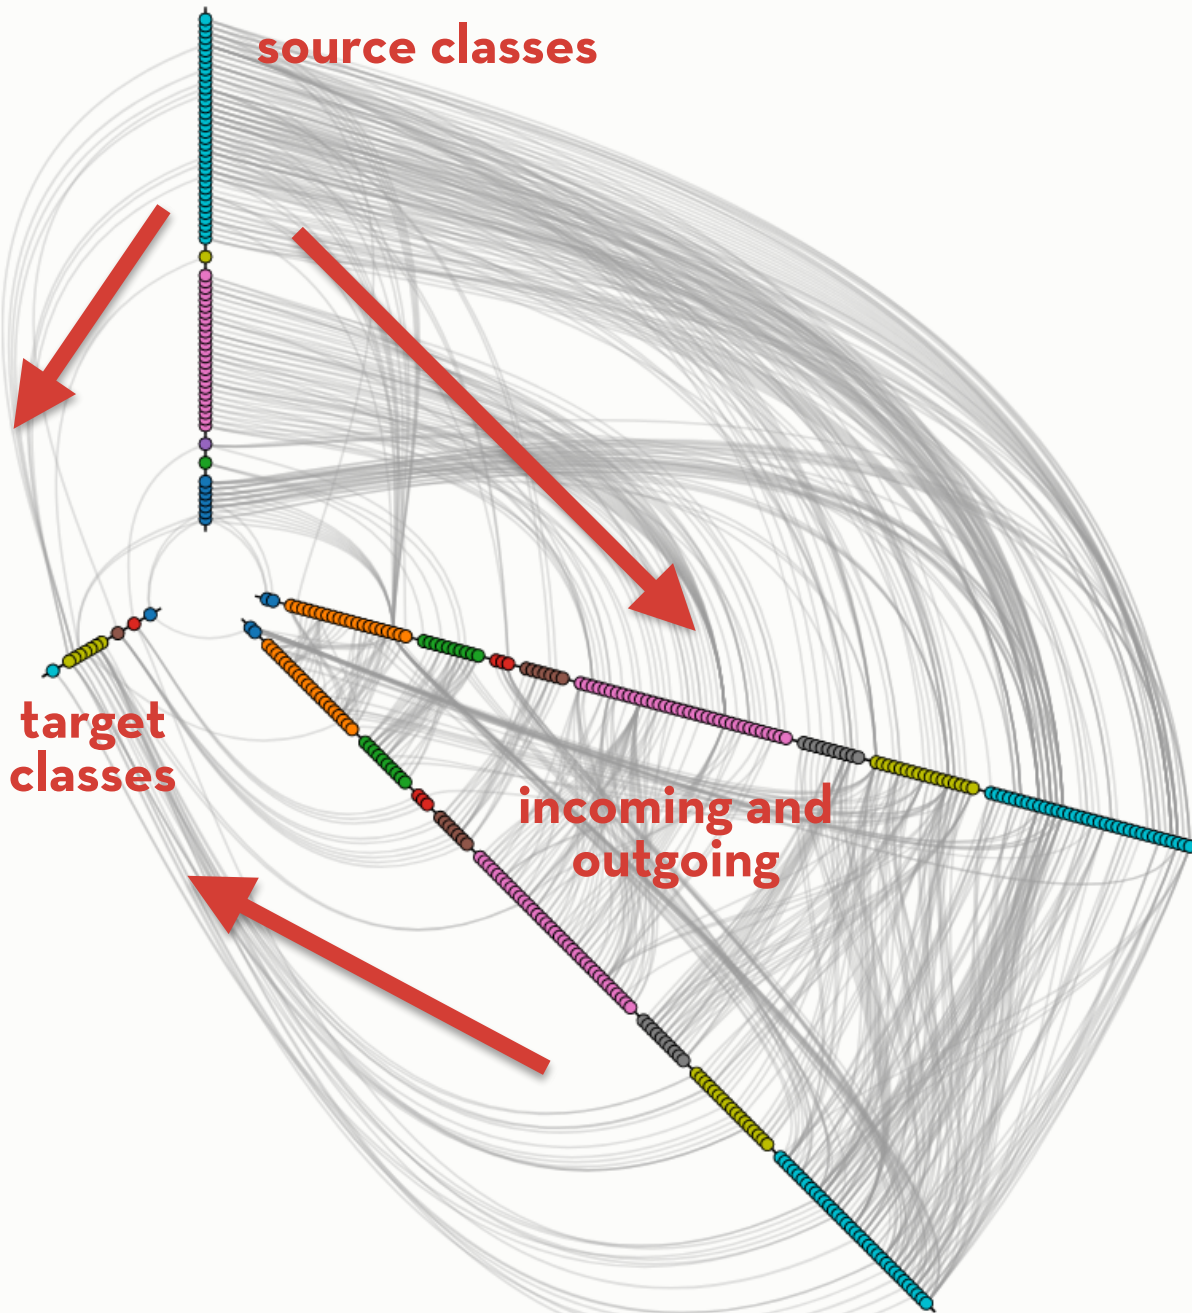 source classes
target
classes
incoming and
outgoing